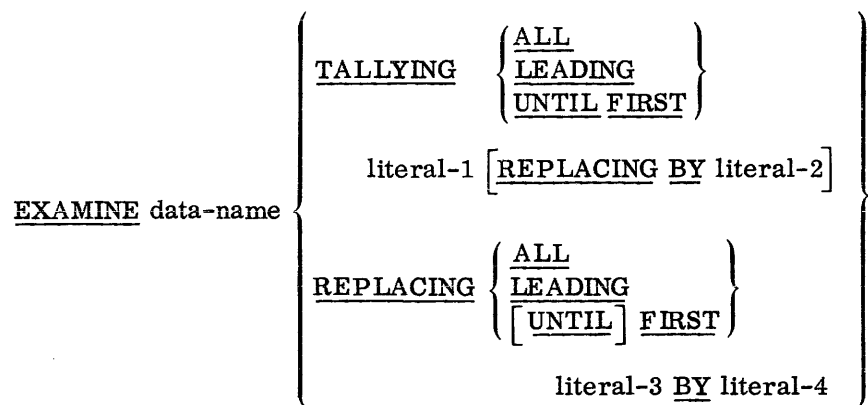 TALLYING ALL
LEADING
UNTIL FIRST
literal-1 [REPLACING BY literal-2]
EXAMINE data-name
REPLACING ALL
LEADING
[UNTIL] FIRST
literal-3 BY literal-4